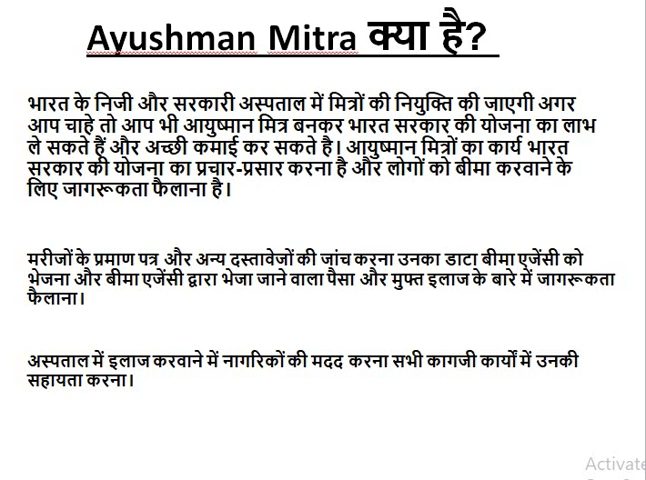 Ayushman Mitra क्या है?
भारत के निजी और सरकारी अस्पताल में मित्रों की नियुक्ति की जाएगी अगर
आप चाहे तो आप भी आयुष्मान मित्र बनकर भारत सरकार की योजना का लाभ
ले सकते हैं और अच्छी कमाई कर सकते है। आयुष्मान मित्रों का कार्य भारत
सरकार की योजना का प्रचार-प्रसार करना है और लोगों को बीमा करवाने के
लिए जागरूकता फैलाना है।
मरीजों के प्रमाण पत्र और अन्य दस्तावेजों की जांच करना उनका डाटा बीमा एजेंसी को
भेजना और बीमा एजेंसी द्वारा भेजा जाने वाला पैसा और मुफ्त इलाज के बारे में जागरूकता
फैलाना।
अस्पताल में इलाज करवाने में नागरिकों की मदद करना सभी कागजी कार्यों में उनकी
सहायता करना।
Activate